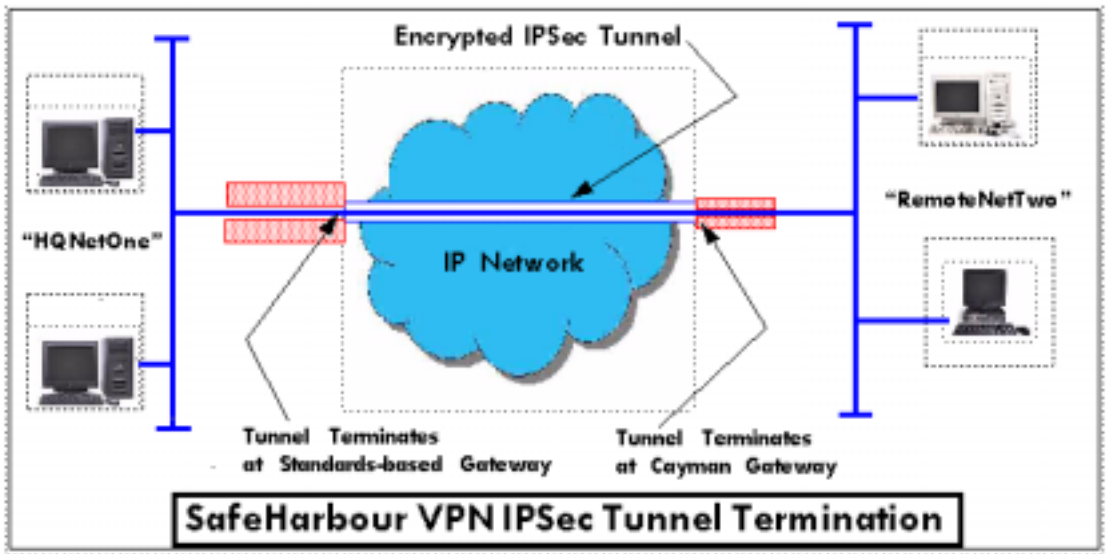 Encrypted IPSec Tunnel
"HQNetOne"
"RemoteNetTwo"
IP Network
Tunnel Terminates
at Standards-based Gateway
Tunnel Terminates
at Cayman Gateway
SafeHarbour VPN IPSec Tunnel Termination